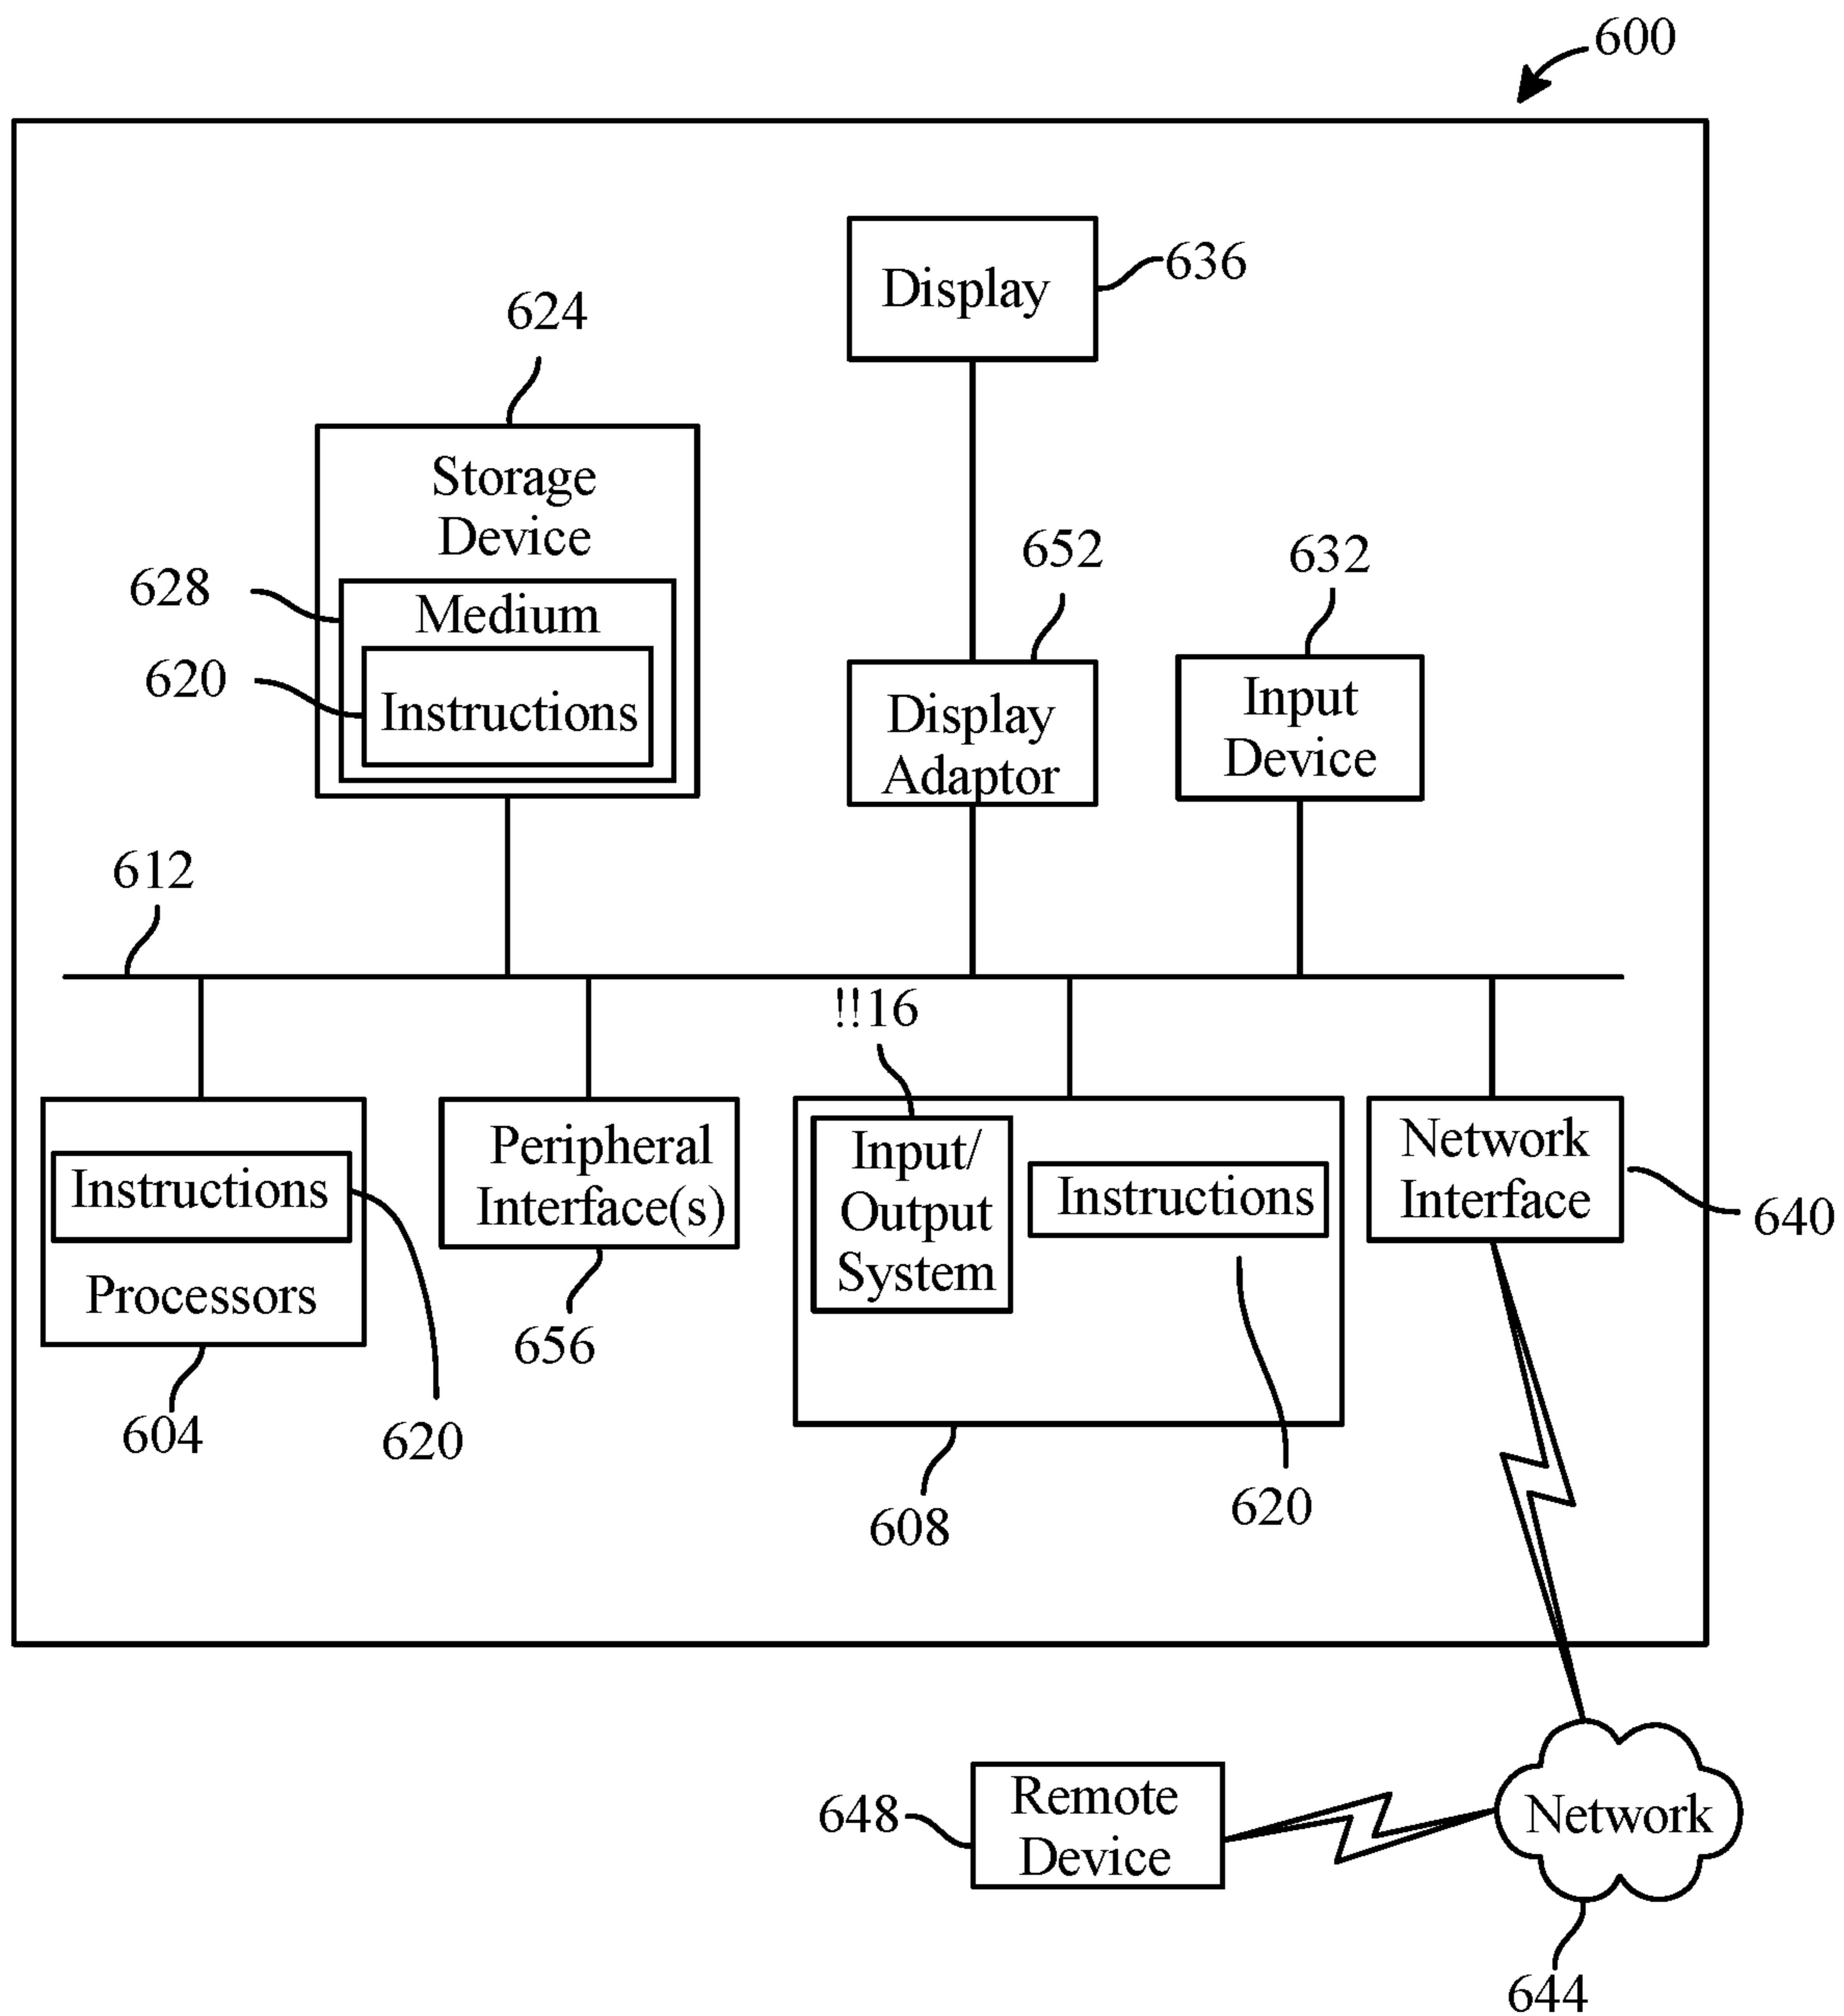 600
Display
636
624
Storage
Device
628
Medium
620
Instructions
652
Display
Adaptor
632
Input
Device
612
!!16
Instructions
Processors
604
620
Peripheral
Interface(s)
656
Input/
Output
System
Instructions
608
620
Network
Interface
640
Remote
Device
648
Network
644